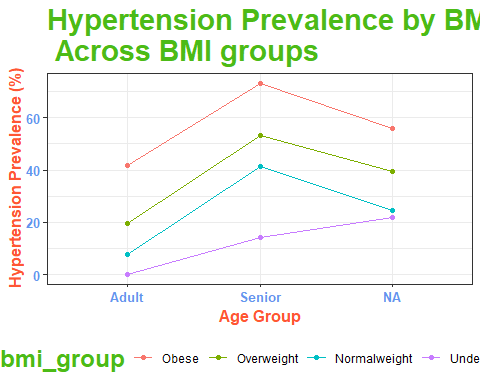 Hypertension Prevalence by BM
Across BMI groups
Hypertension Prevalence (%)
60
40
20
0
Adult Senior NA
Age Group
bmi_group Obese Overweight Normalweight Unde